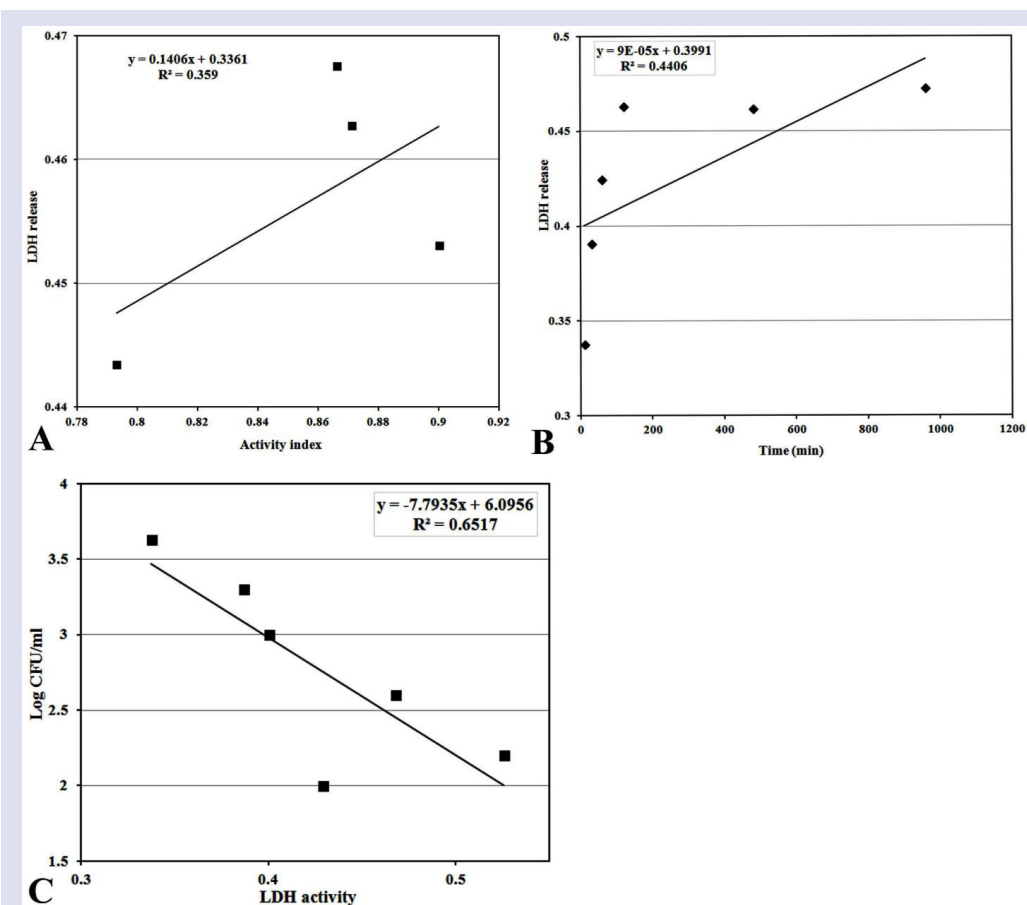 0.47
y = 0.1406x + 0.3361
R² = 0.359
0.46
0.45
0.44
LDH release
0.78 0.8 0.82 0.84 0.86 0.88 0.9 0.92
Activity index
A
0.5
y = 9E-05x + 0.3991
R² = 0.4406
0.45
0.4
0.35
0.3
LDH release
0 200 400 600 800 1000 1200
Time (min)
B
4
y = -7.7935x + 6.0956
R² = 0.6517
3.5
3
2.5
2
1.5
Log CFU/ml
0.3 0.4 0.5
LDH activity
C